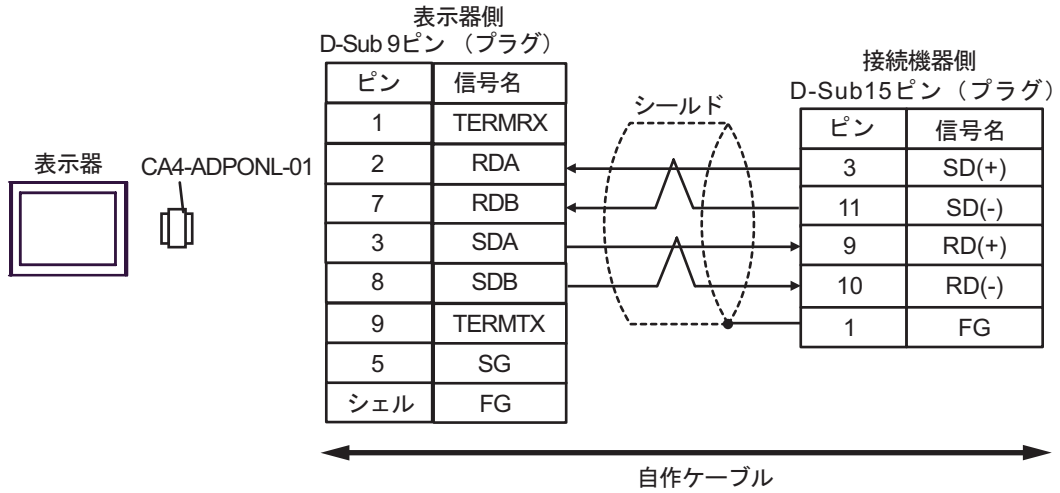 表示器側
D-Sub 9ピン （プラグ）
ピン 信号名
1 TERMRX
2 RDA
7 RDB
3 SDA
8 SDB
9 TERMTX
5 SG
シェル FG
表示器
CA4-ADPONL-01
シールド
接続機器側
D-Sub15ピン（プラグ）
ピン 信号名
3 SD(+)
11 SD(-)
9 RD(+)
10 RD(-)
1 FG
自作ケーブル